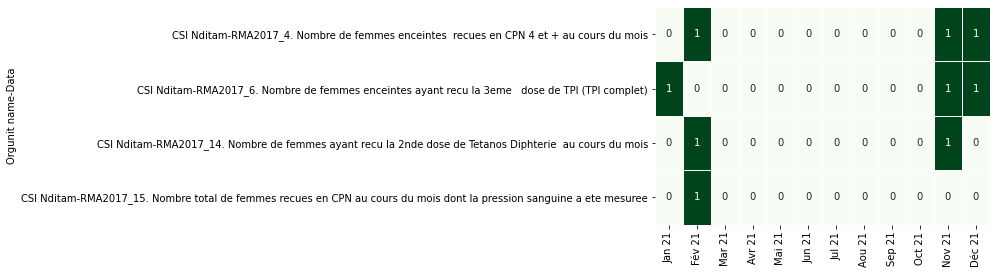 Orgunit name-Data
CSI Nditam-RMA2017_4. Nombre de femmes enceintes  recues en CPN 4 et + au cours du mois 0 1 0 0 0 0 0 0 0 0 1 1
CSI Nditam-RMA2017_6. Nombre de femmes enceintes ayant recu la 3eme   dose de TPI (TPI complet) 1 0 0 0 0 0 0 0 0 0 1 1
CSI Nditam-RMA2017_14. Nombre de femmes ayant recu la 2nde dose de Tetanos Diphterie  au cours du mois 0 1 0 0 0 0 0 0 0 0 1 0
CSI Nditam-RMA2017_15. Nombre total de femmes recues en CPN au cours du mois dont la pression sanguine a ete mesuree 0 1 0 0 0 0 0 0 0 0 0 0
Jan 21 Fév 21 Mar 21 Avr 21 Mai 21 Jun 21 Jul 21 Aou 21 Sep 21 Oct 21 Nov 21 Déc 21